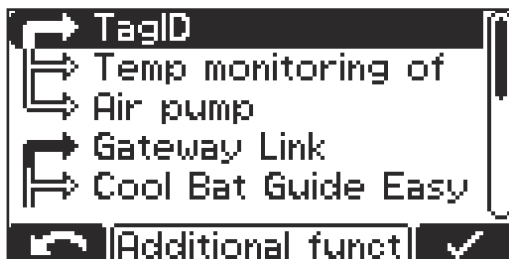 TagID
Temp monitoring of
Air pump
Gateway Link
Cool Bat Guide Easy
Additional funct